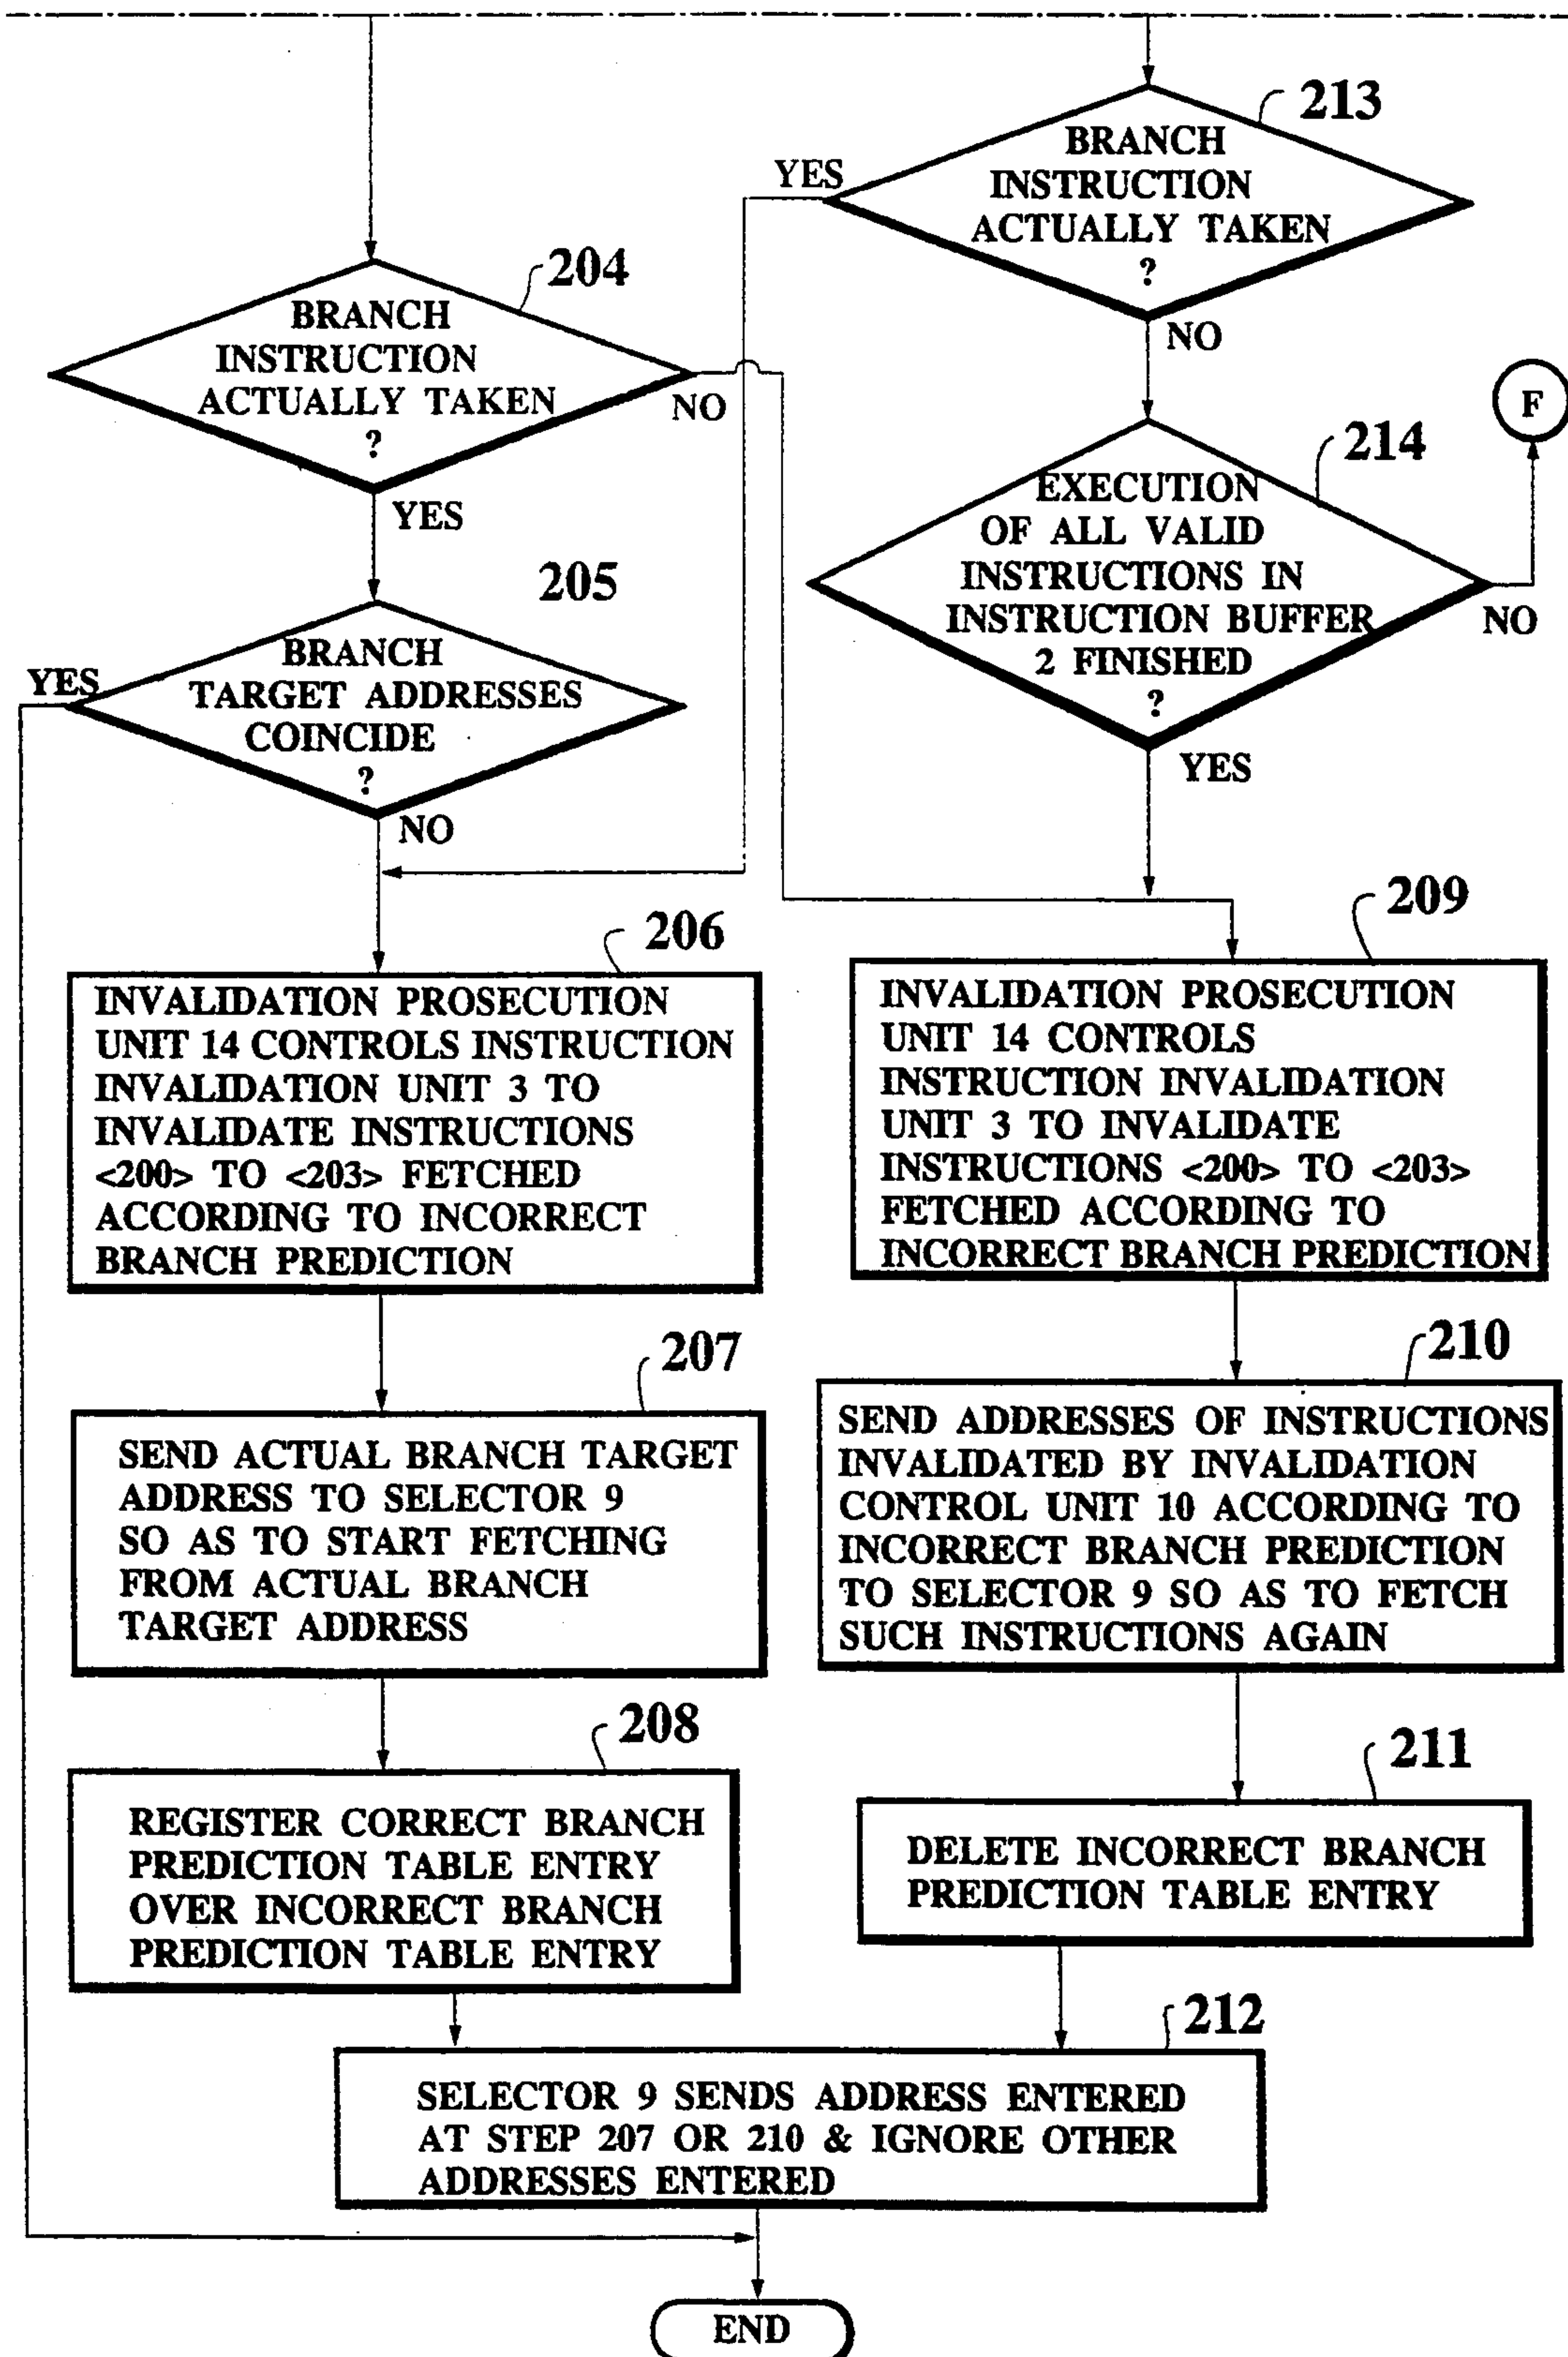 213
BRANCH
INSTRUCTION
ACTUALLY TAKEN
?
YES
NO
204
BRANCH
INSTRUCTION
ACTUALLY TAKEN
?
NO
YES
F
214
EXECUTION
OF ALL VALID
INSTRUCTIONS IN
INSTRUCTION BUFFER
2 FINISHED
?
NO
YES
205
BRANCH
TARGET ADDRESSES
COINCIDE
?
YES
NO
206
INVALIDATION PROSECUTION
UNIT 14 CONTROLS INSTRUCTION
INVALIDATION UNIT 3 TO
INVALIDATE INSTRUCTIONS
<200> TO <203> FETCHED
ACCORDING TO INCORRECT
BRANCH PREDICTION
209
INVALIDATION PROSECUTION
UNIT 14 CONTROLS
INSTRUCTION INVALIDATION
UNIT 3 TO INVALIDATE
INSTRUCTIONS <200> TO <203>
FETCHED ACCORDING TO
INCORRECT BRANCH PREDICTION
207
SEND ACTUAL BRANCH TARGET
ADDRESS TO SELECTOR 9
SO AS TO START FETCHING
FROM ACTUAL BRANCH
TARGET ADDRESS
210
SEND ADDRESSES OF INSTRUCTIONS
INVALIDATED BY INVALIDATION
CONTROL UNIT 10 ACCORDING TO
INCORRECT BRANCH PREDICTION
TO SELECTOR 9 SO AS TO FETCH
SUCH INSTRUCTIONS AGAIN
208
REGISTER CORRECT BRANCH
PREDICTION TABLE ENTRY
OVER INCORRECT BRANCH
PREDICTION TABLE ENTRY
211
DELETE INCORRECT BRANCH
PREDICTION TABLE ENTRY
212
SELECTOR 9 SENDS ADDRESS ENTERED
AT STEP 207 OR 210 & IGNORE OTHER
ADDRESSES ENTERED
END